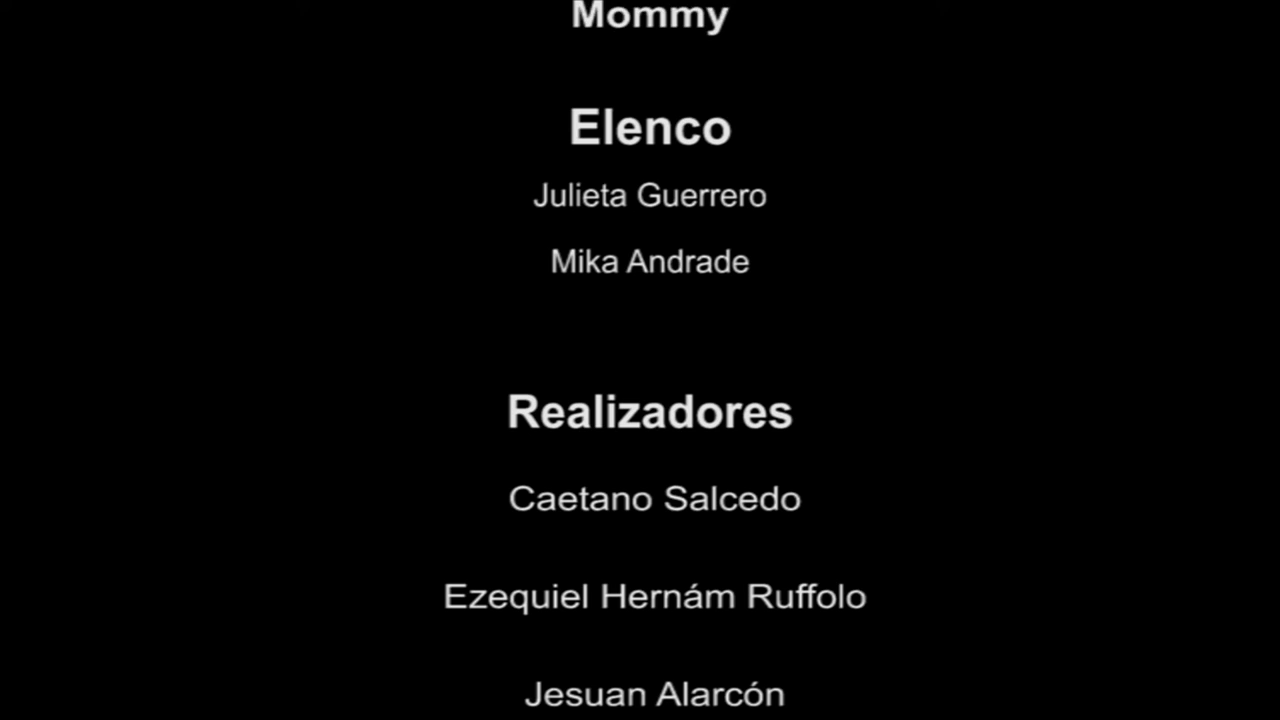 Mommy
Elenco
Julieta Guerrero
Mika Andrade
Realizadores
Caetano Salcedo
Ezequiel Hernám Ruffolo
Jesuan Alarcón